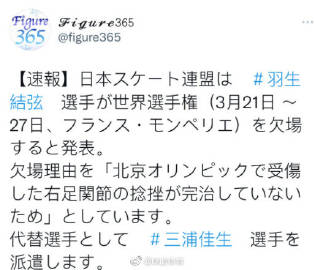 Figure
365
Figure365
@figure365
【速報】日本スケート連盟は #羽生
結弦 選手が世界選手権（3月21日 〜
27日、フランス・モンペリエ）を欠場
すると発表。
欠場理由を「北京オリンピックで受傷
した右足関節の捻挫が完治していない
ため」としています。
代替選手として #三浦佳生 選手を
派遣します。